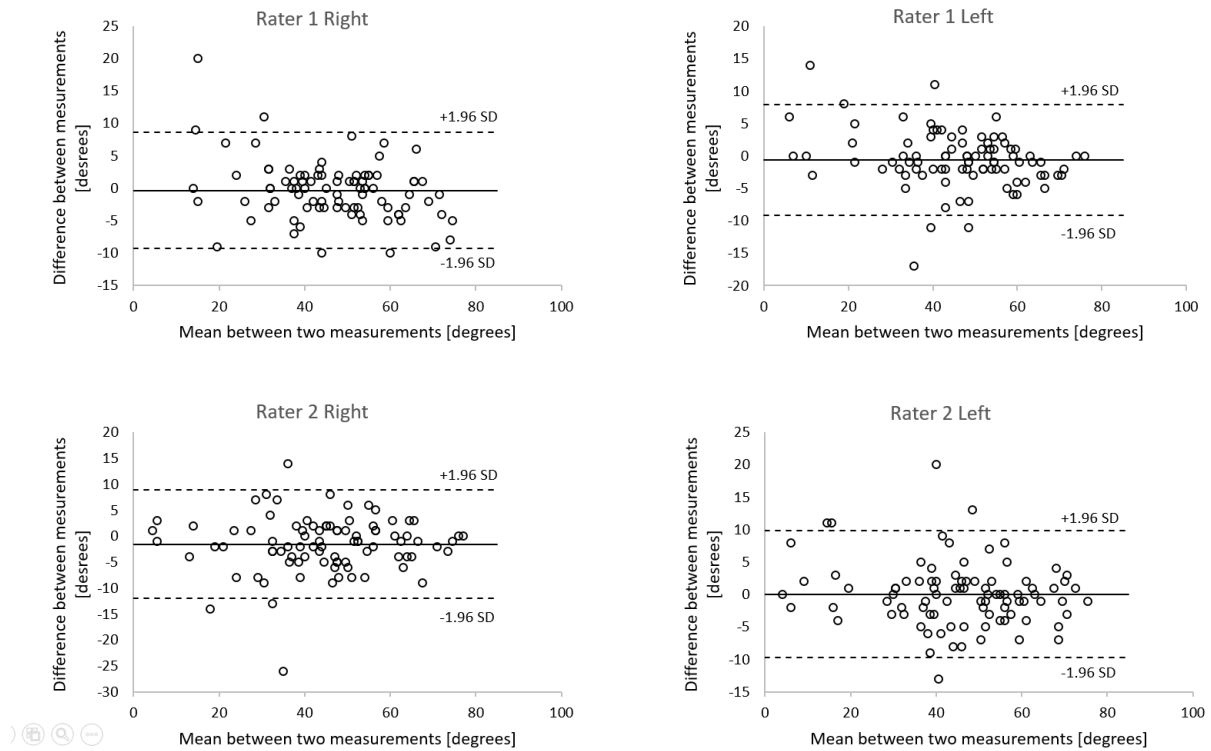 Rater 1 Right
Difference between mesurements
[desrees]
25
20
15
10
5
0
-5
-10
-15
+1.96 SD
-1.96 SD
0
20
40
60
80
100
Mean between two measurements [degrees]
Rater 1 Left
Difference between mesurements
[desrees]
20
15
10
5
0
-5
-10
-15
-20
+1.96 SD
-1.96 SD
0
20
40
60
80
100
Mean between two measurements [degrees]
Rater 2 Right
Difference between mesurements
[desrees]
25
20
15
10
5
0
-5
-10
-15
-20
-25
-30
+1.96 SD
-1.96 SD
0
20
40
60
80
100
Mean between two measurements [degrees]
Rater 2 Left
Difference between mesurements
[desrees]
25
20
15
10
5
0
-5
-10
-15
+1.96 SD
-1.96 SD
0
20
40
60
80
100
Mean between two measurements [degrees]